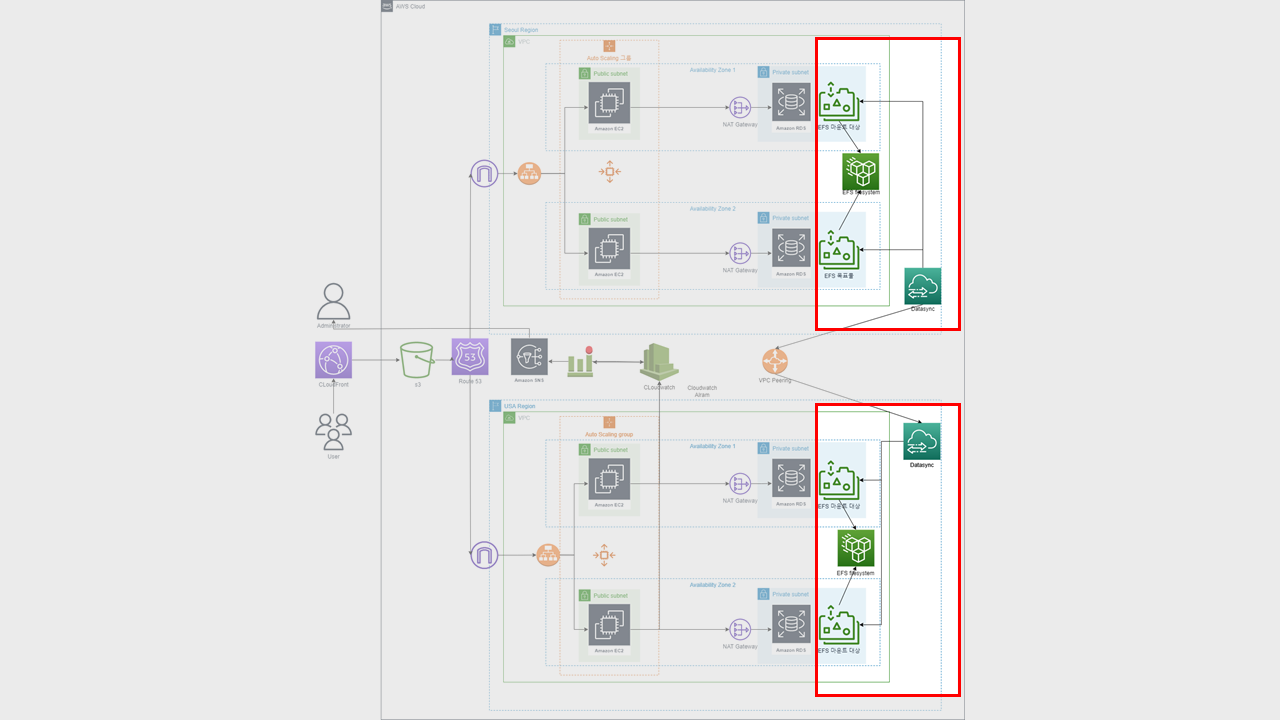 AWS Cloud
Seoul Region
VPC
Auto Scaling 그룹
Public subnet
Availability Zone 1
Private subnet
Amazon EC2
NAT Gateway
Amazon RDS
EFS 마운트 대상
EFS filesystem
Availability Zone 2
Public subnet
Private subnet
Amazon EC2
NAT Gateway
Amazon RDS
EFS 목표물
Datasync
Administrator
53
CLoudFront
s3
Route 53
Amazon SNS
CLoudwatch
Cloudwatch
Alram
VPC Peering
User
USA Region
VPC
Auto Scaling group
Public subnet
Availability Zone 1
Private subnet
Datasync
Amazon EC2
NAT Gateway
Amazon RDS
EFS 마운트 대상
EFS filesystem
Availability Zone 2
Public subnet
Private subnet
Amazon EC2
NAT Gateway
Amazon RDS
EFS 마운트 대상